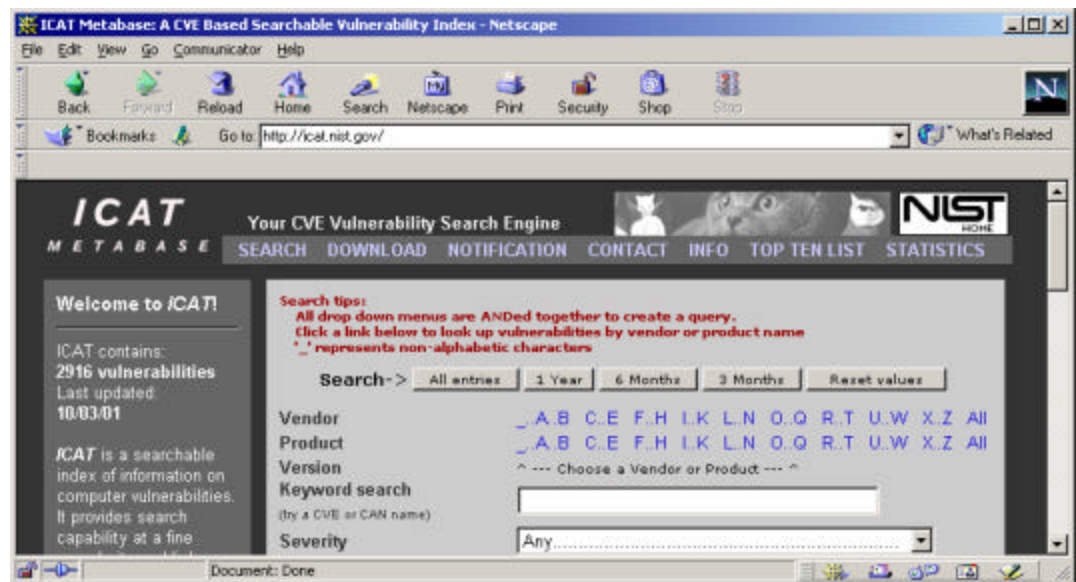 ICAT Metabase: A CVE Based Searchable Vulnerability Index - Netscape
File Edit View Go Communicator Help
Back Forward Reload Home Search Netscape Print Security Shop Stop
Bookmarks Go to: http://icat.nist.gov/ What's Related
ICAT
METABASE
Your CVE Vulnerability Search Engine
NIST
HOME
SEARCH DOWNLOAD NOTIFICATION CONTACT INFO TOP TEN LIST STATISTICS
Welcome to ICAT!
ICAT contains:
2916 vulnerabilities
Last updated:
10/03/01
ICAT is a searchable
index of information on
computer vulnerabilities.
It provides search
capability at a fine
Search tips:
All drop down menus are ANDed together to create a query.
Click a link below to look up vulnerabilities by vendor or product name
'_' represents non-alphabetic characters
Search-> All entries 1 Year 6 Months 3 Months Reset values
Vendor _..A..B C..E F..H I..K L..N O..Q R..T U..W X..Z All
Product _..A..B C..E F..H I..K L..N O..Q R..T U..W X..Z All
Version ^ --- Choose a Vendor or Product --- ^
Keyword search
(try a CVE or CAN name)
Severity Any
Document: Done